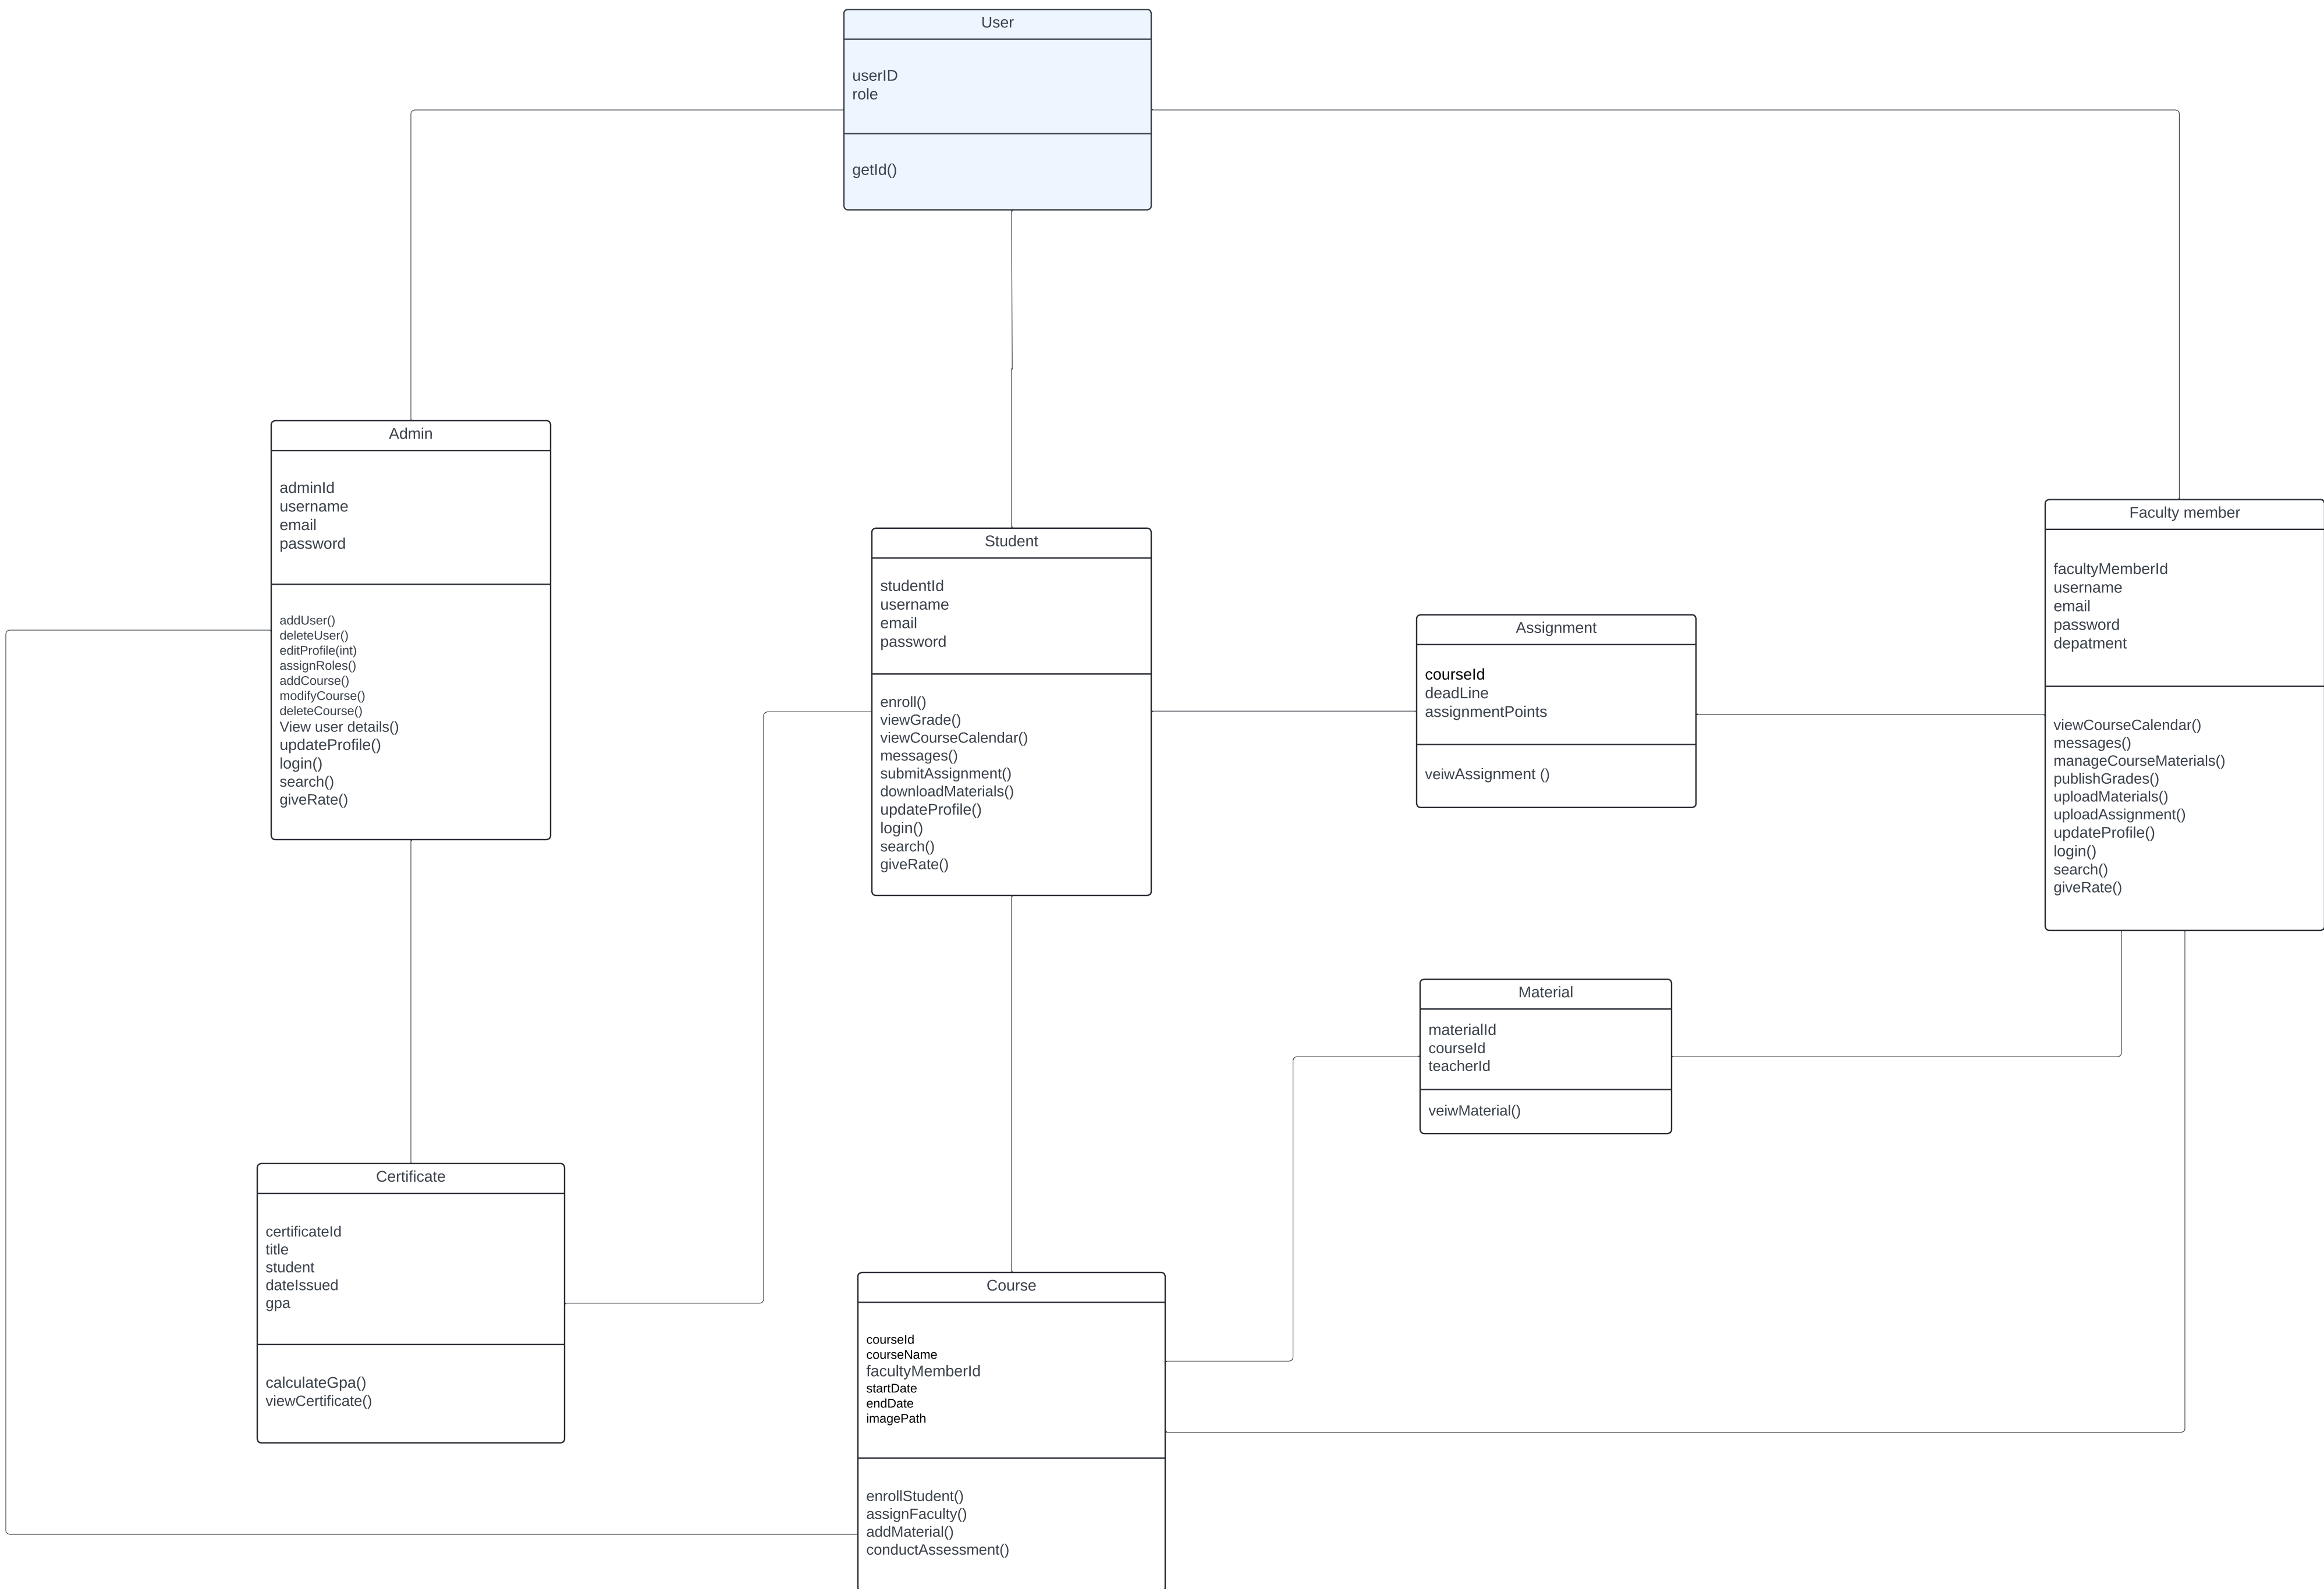 User
userID
role
getId()
Admin
adminId
username
email
password
addUser()
deleteUser()
editProfile(int)
assignRoles()
addCourse()
modifyCourse()
deleteCourse()
View user details()
updateProfile()
login()
search()
giveRate()
Student
studentId
username
email
password
enroll()
viewGrade()
viewCourseCalendar()
messages()
submitAssignment()
downloadMaterials()
updateProfile()
login()
search()
giveRate()
Assignment
courseId
deadLine
assignmentPoints
veiwAssignment ()
Faculty member
facultyMemberId
username
email
password
depatment
viewCourseCalendar()
messages()
manageCourseMaterials()
publishGrades()
uploadMaterials()
uploadAssignment()
updateProfile()
login()
search()
giveRate()
Material
materialId
courseId
teacherId
veiwMaterial()
Certificate
certificateId
title
student
dateIssued
gpa
calculateGpa()
viewCertificate()
Course
courseId
courseName
facultyMemberId
startDate
endDate
imagePath
enrollStudent()
assignFaculty()
addMaterial()
conductAssessment()